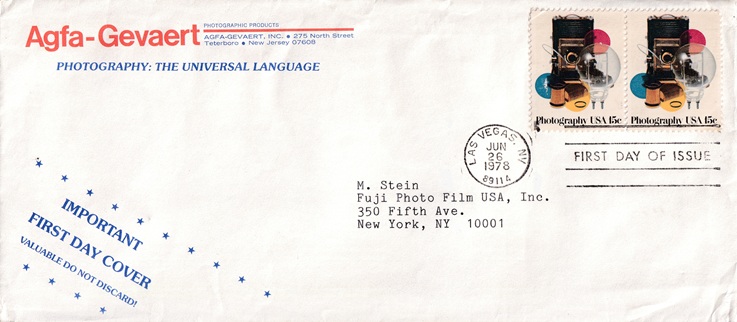 Agfa-Gevaert
PHOTOGRAPHIC PRODUCTS
AGFA-GEVAERT, INC. • 275 North Street
Teterboro • New Jersey 07608
PHOTOGRAPHY: THE UNIVERSAL LANGUAGE
Photography USA 15c
Photography USA 15c
LAS VEGAS, NV
JUN
26
1978
89114
FIRST DAY OF ISSUE
M. Stein
Fuji Photo Film USA, Inc.
350 Fifth Ave.
New York, NY 10001
IMPORTANT
FIRST DAY COVER
VALUABLE DO NOT DISCARD!